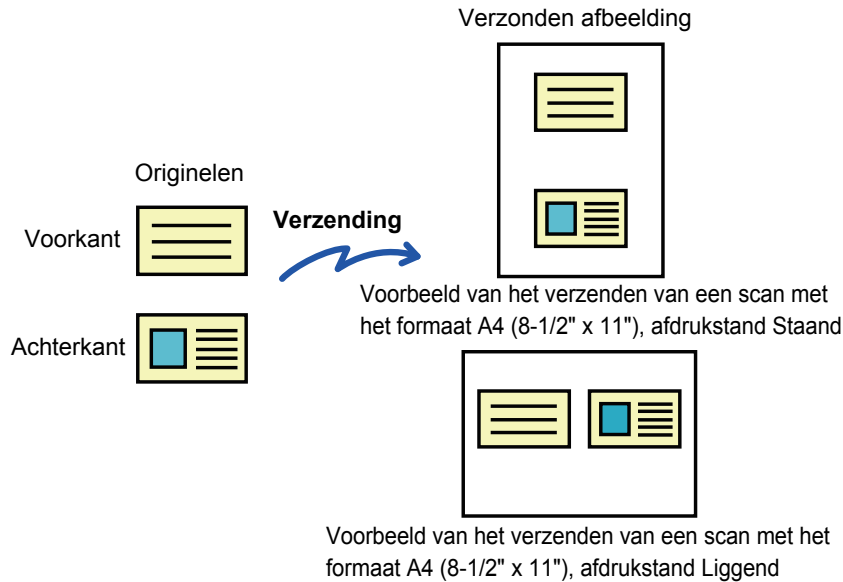 Verzonden afbeelding
Originelen
Voorkant
Verzending
Achterkant
Voorbeeld van het verzenden van een scan met
het formaat A4 (8-1/2" x 11"), afdrukstand Staand
Voorbeeld van het verzenden van een scan met het
formaat A4 (8-1/2" x 11"), afdrukstand Liggend